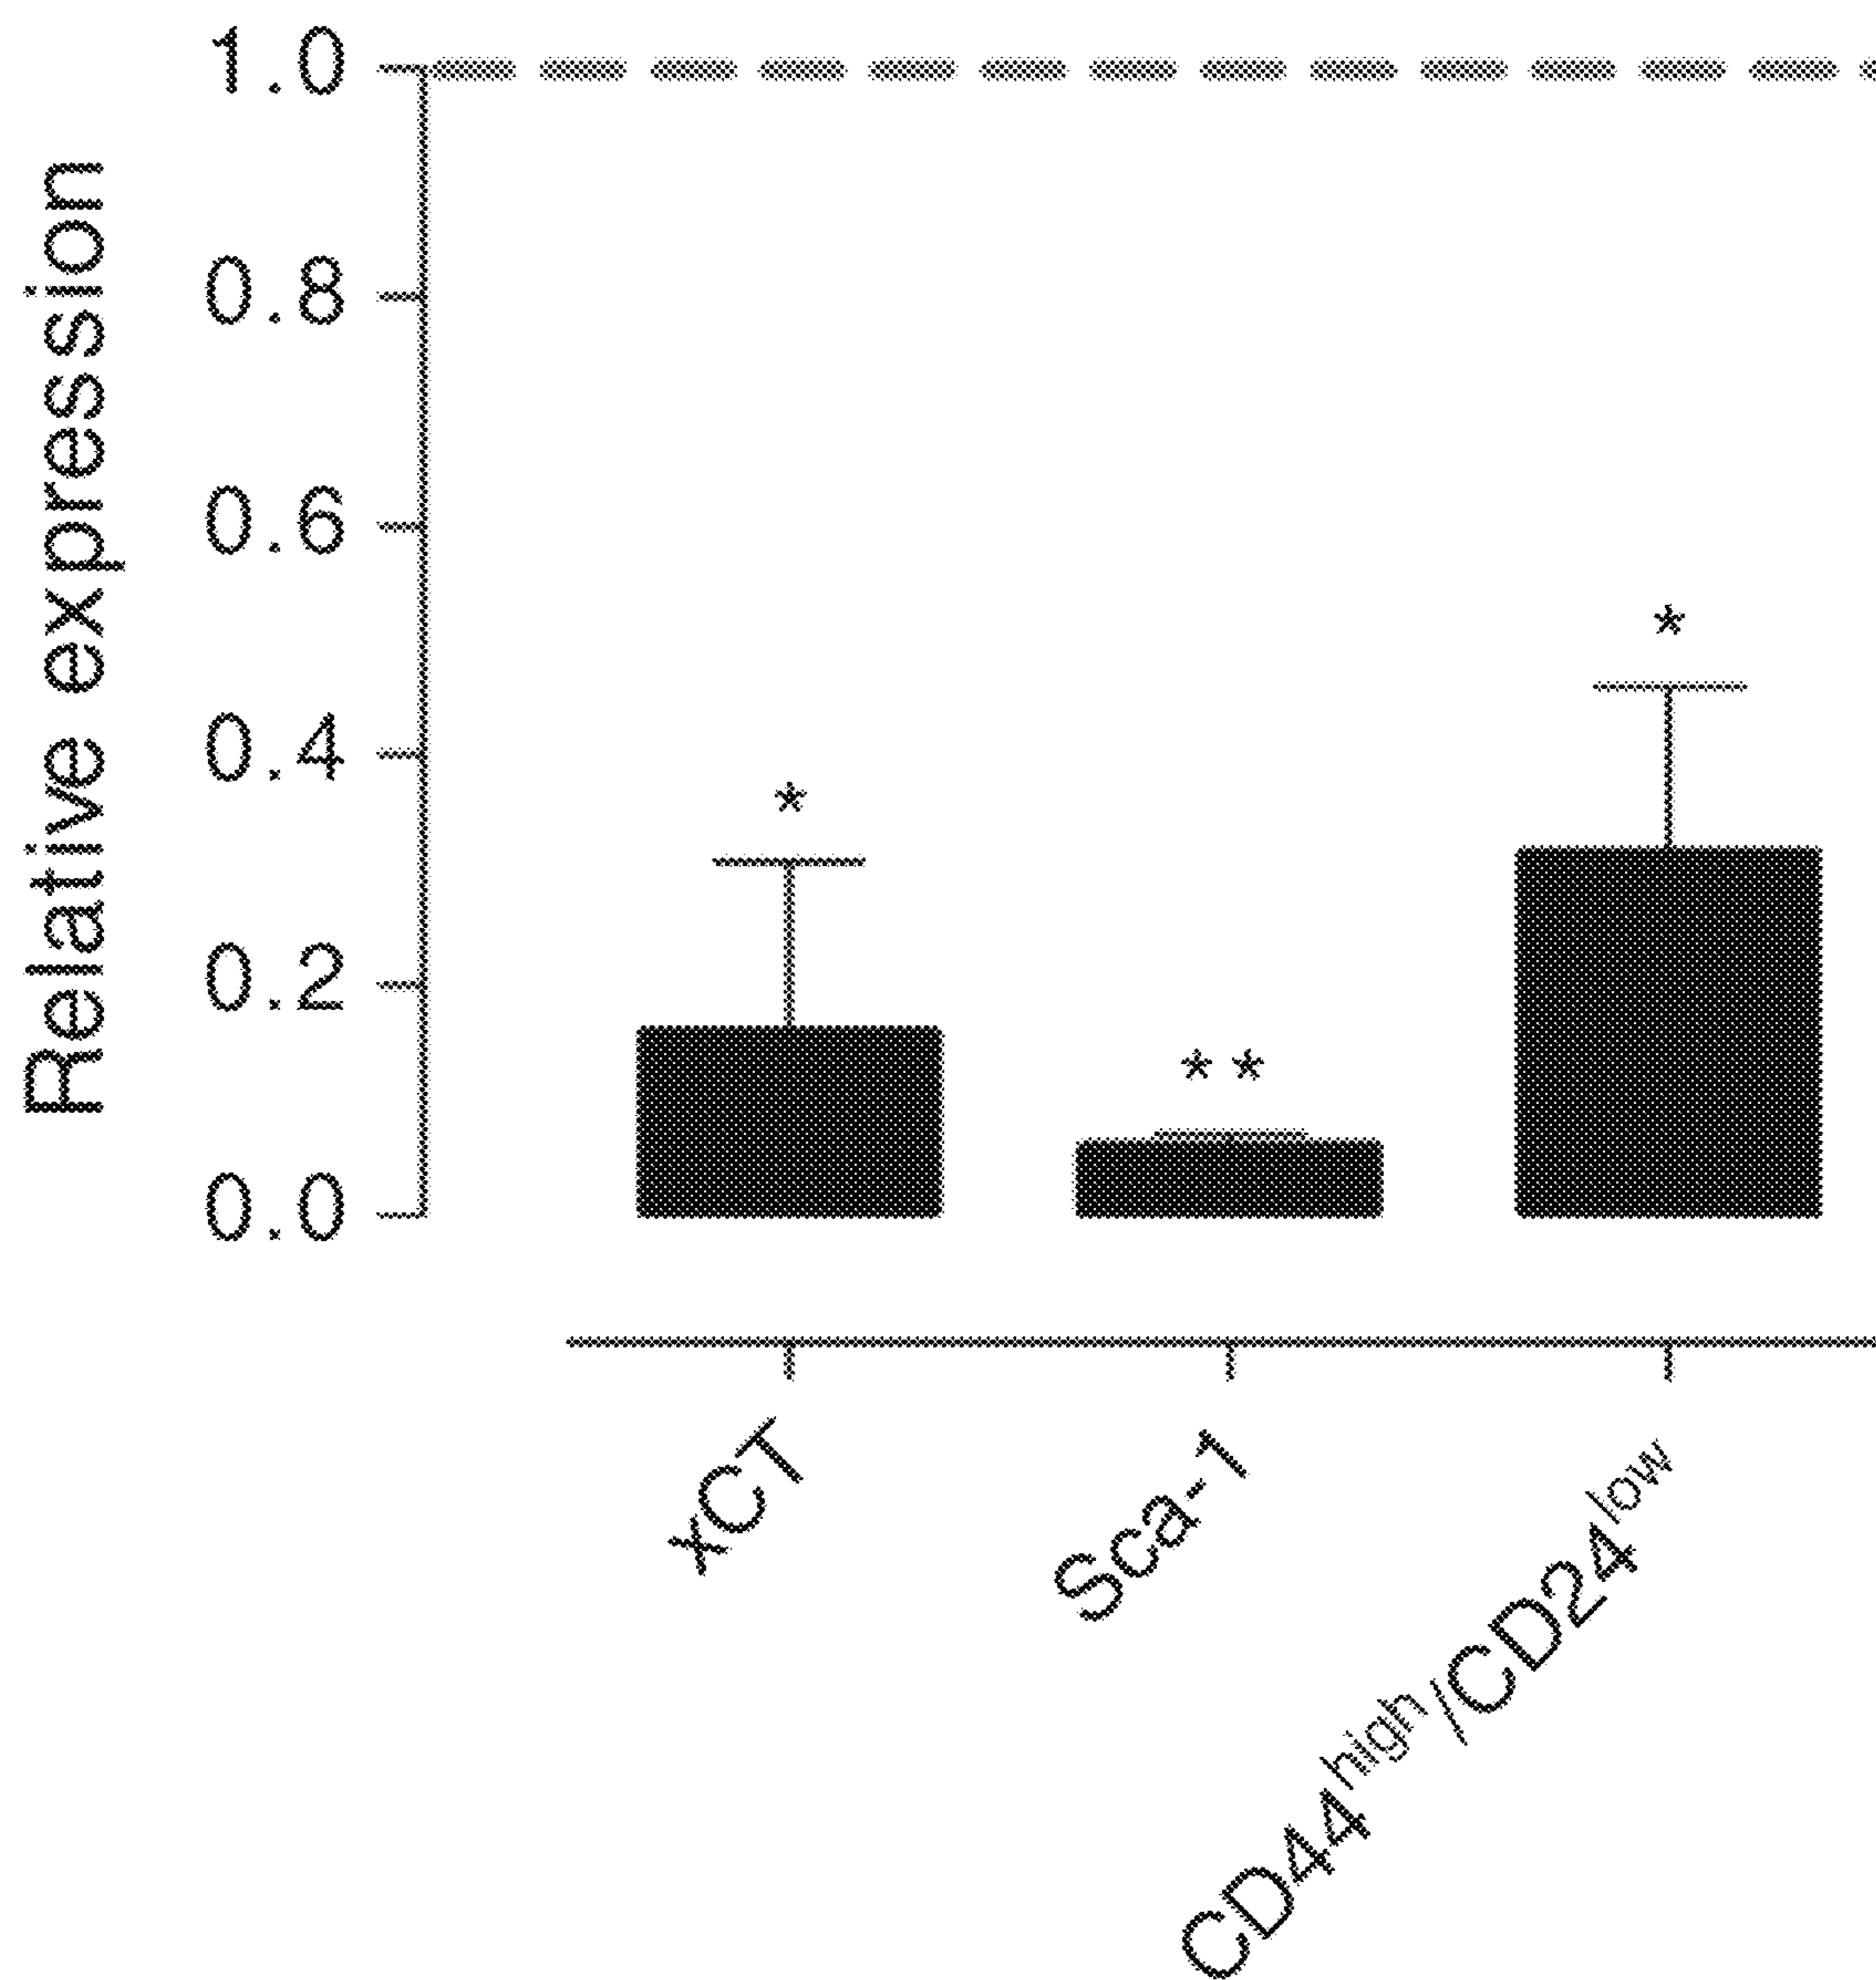 Relative expression
1.0
0.8
0.6
0.4
0.2
0.0
*
**
*
xCT
Sca-1
CD44high/CD24low